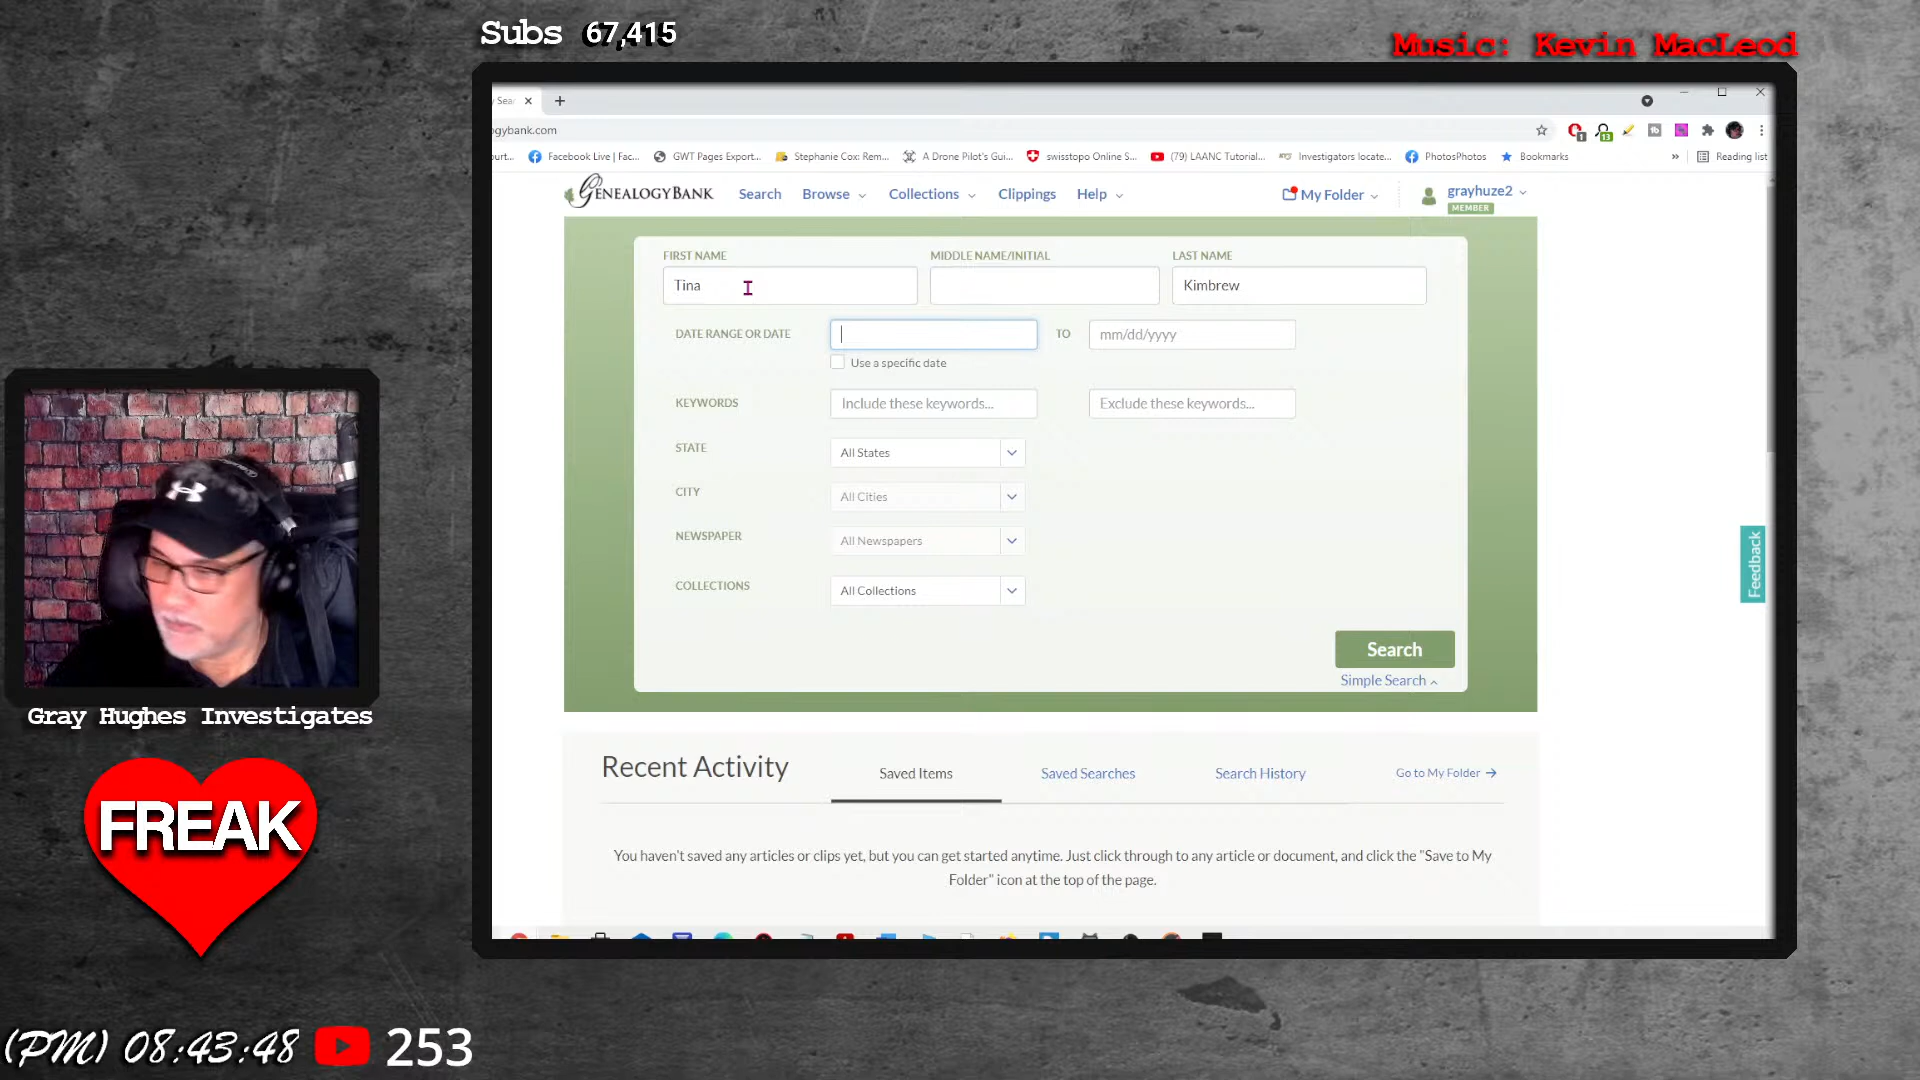 Subs 67,415
Music: Kevin MacLeod
y Sea
ogybank.com
ourt...
Facebook Live | Fac...
GWT Pages Export...
Stephanie Cox: Rem...
A Drone Pilot's Gui...
swisstopo Online S...
(79) LAANC Tutorial...
Investigators locate...
PhotosPhotos
Bookmarks
»
Reading list
GENEALOGYBANK
Search
Browse
Collections
Clippings
Help
My Folder
grayhuze2
MEMBER
FIRST NAME
MIDDLE NAME/INITIAL
LAST NAME
Tina
Kimbrew
DATE RANGE OR DATE
TO
mm/dd/yyyy
Use a specific date
KEYWORDS
Include these keywords...
Exclude these keywords...
STATE
All States
CITY
All Cities
NEWSPAPER
All Newspapers
COLLECTIONS
All Collections
Search
Simple Search
Feedback
Recent Activity
Saved Items
Saved Searches
Search History
Go to My Folder →
You haven't saved any articles or clips yet, but you can get started anytime. Just click through to any article or document, and click the "Save to My
Folder" icon at the top of the page.
Gray Hughes Investigates
FREAK
(PM) 08:43:48
253